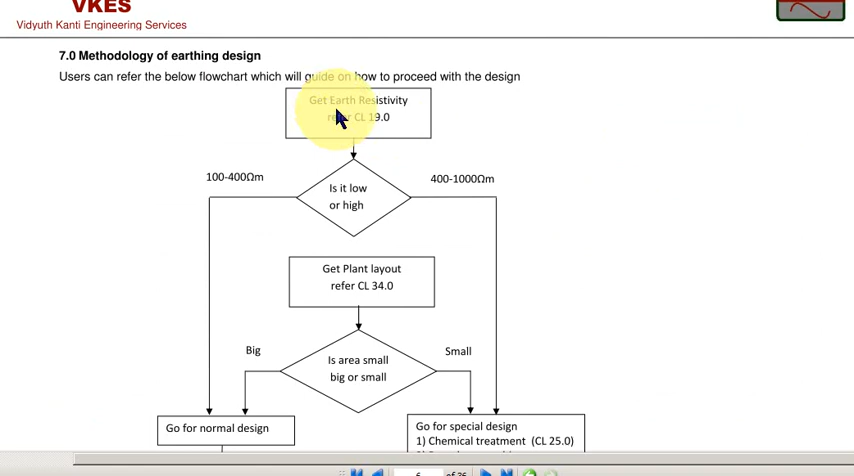 VKES
Vidyuth Kanti Engineering Services
7.0 Methodology of earthing design
Users can refer the below flowchart which will guide on how to proceed with the design
Get Earth Resistivity
refer CL 19.0
100-400Ωm
400-1000Ωm
Is it low
or high
Get Plant layout
refer CL 34.0
Big
Small
Is area small
big or small
Go for normal design
Go for special design
1) Chemical treatment (CL 25.0)